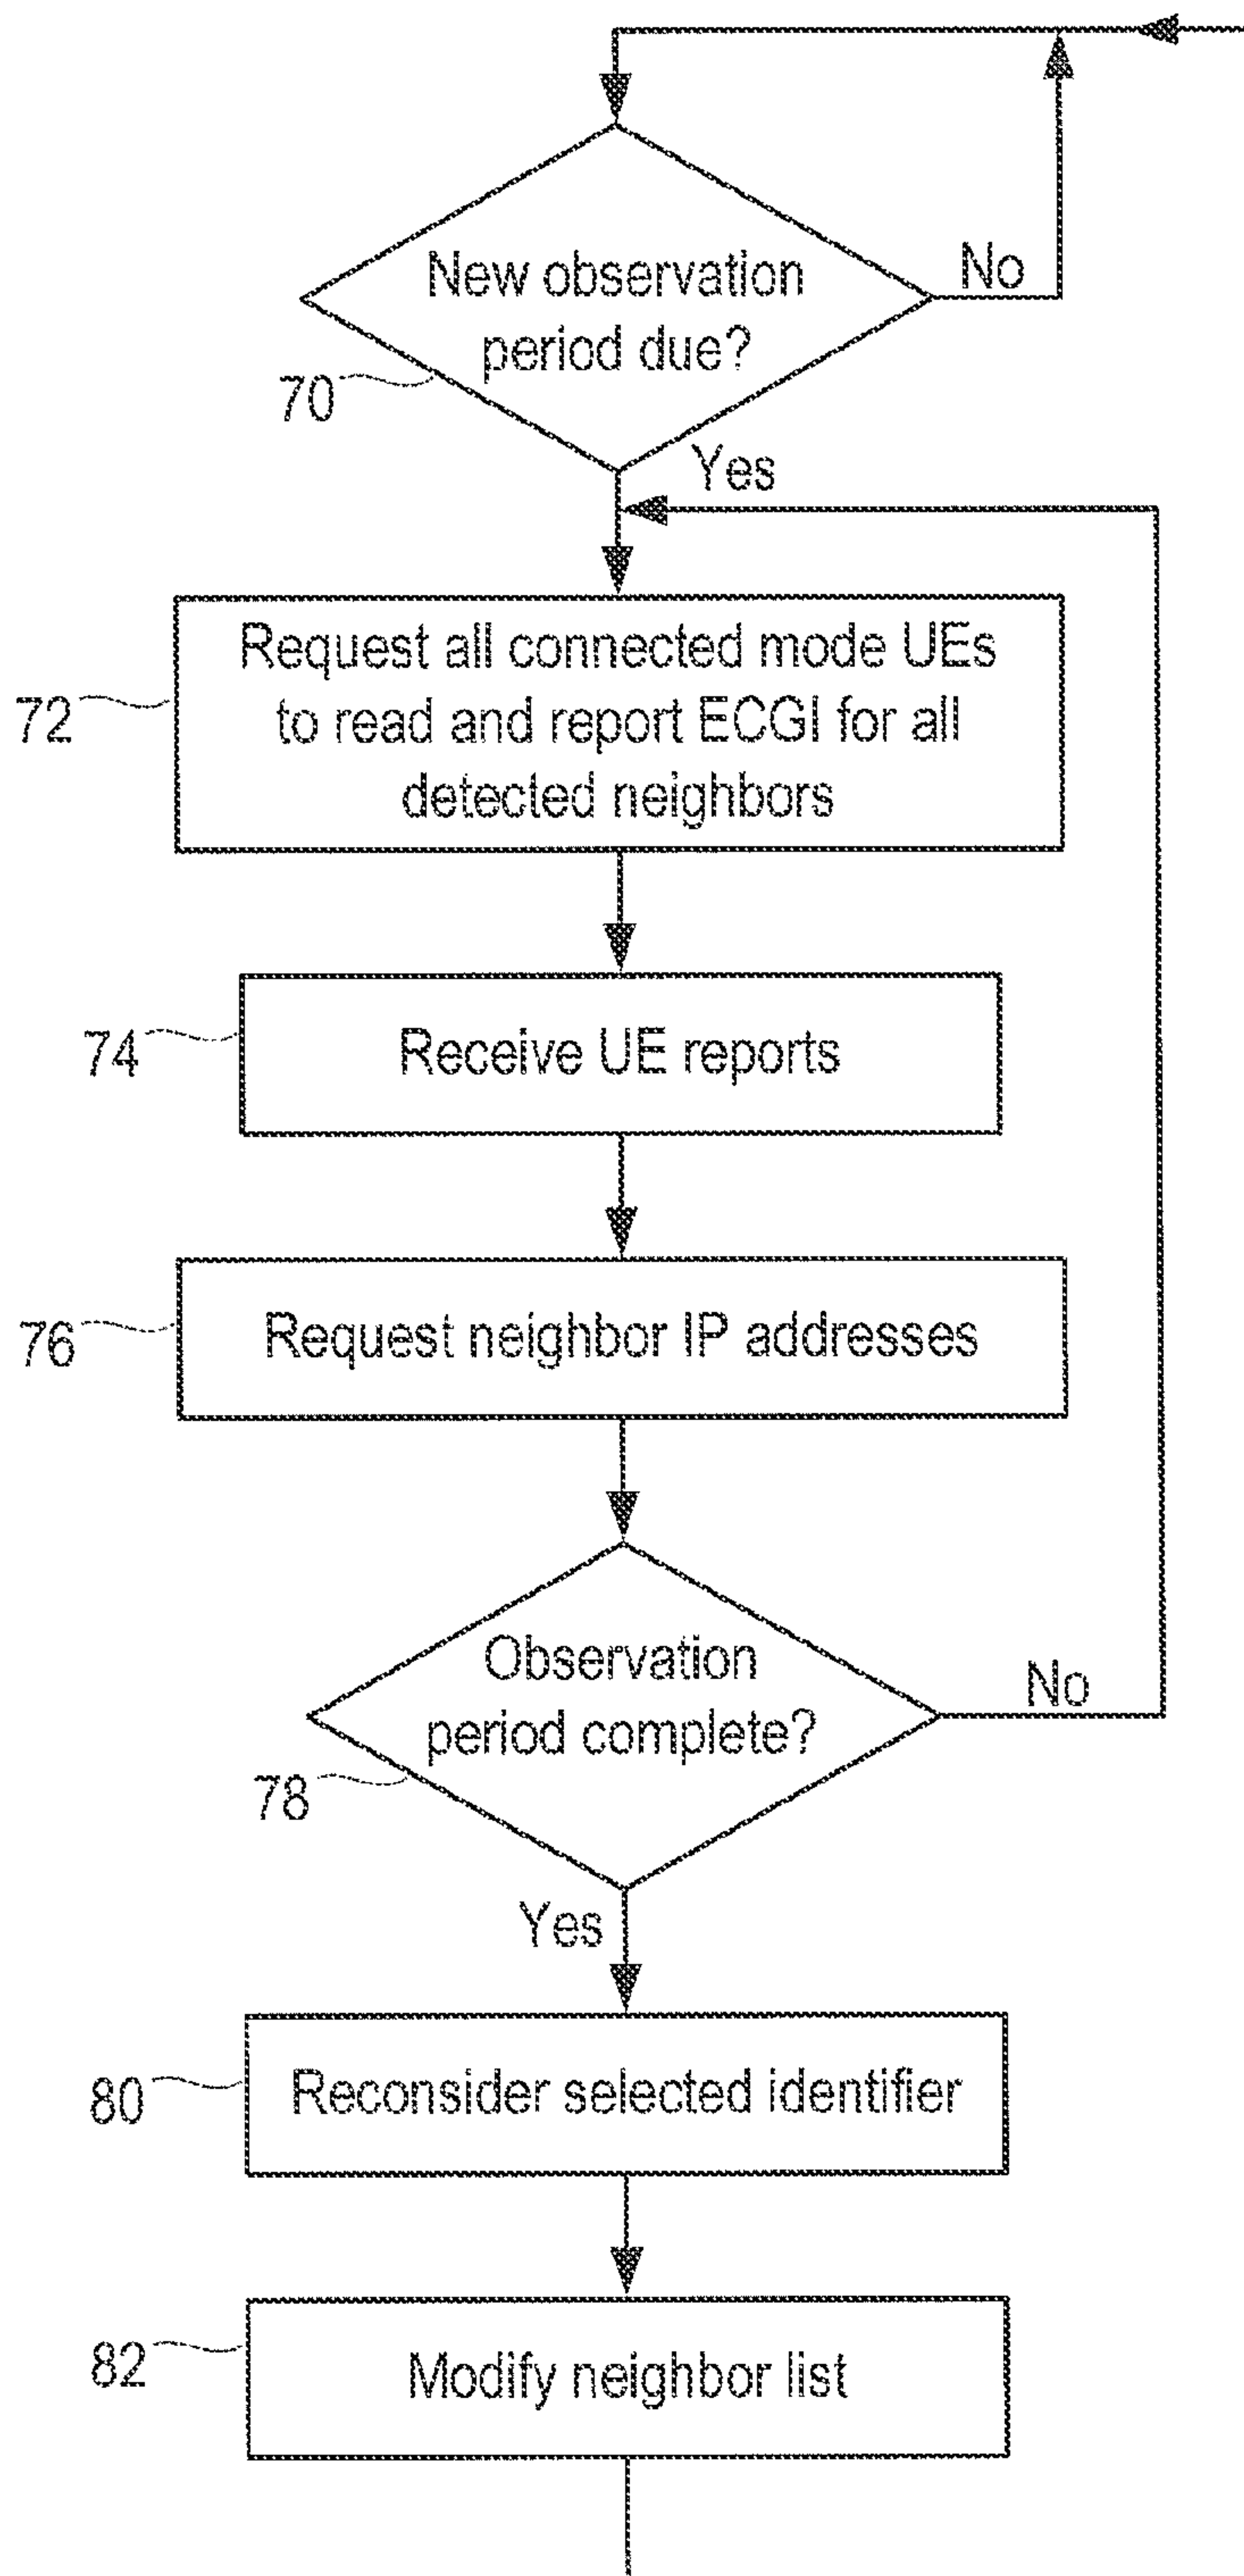 New observation
period due?
No
70
Yes
Request all connected mode UEs
to read and report ECGI for all
detected neighbors
72
Receive UE reports
74
Request neighbor IP addresses
76
Observation
period complete?
No
78
Yes
Reconsider selected identifier
80
Modify neighbor list
82